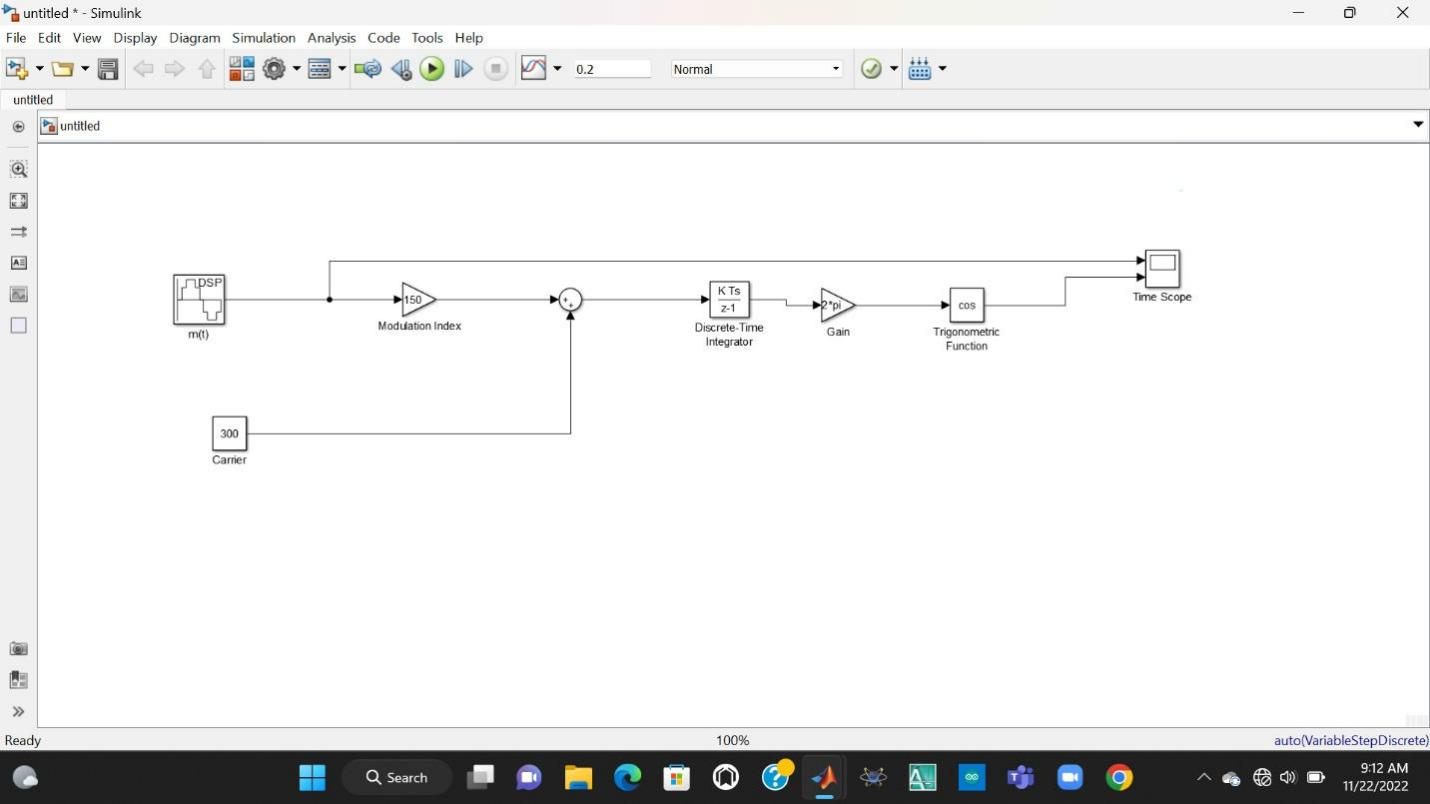 untitled * - Simulink
File Edit View Display Diagram Simulation Analysis Code Tools Help
0.2 Normal
untitled
untitled
DSP
m(t)
150
Modulation Index
+
+
K Ts
z-1
Discrete-Time
Integrator
2*pi
Gain
cos
Trigonometric
Function
Time Scope
300
Carrier
Ready 100% auto(VariableStepDiscrete)
Search
9:12 AM
11/22/2022